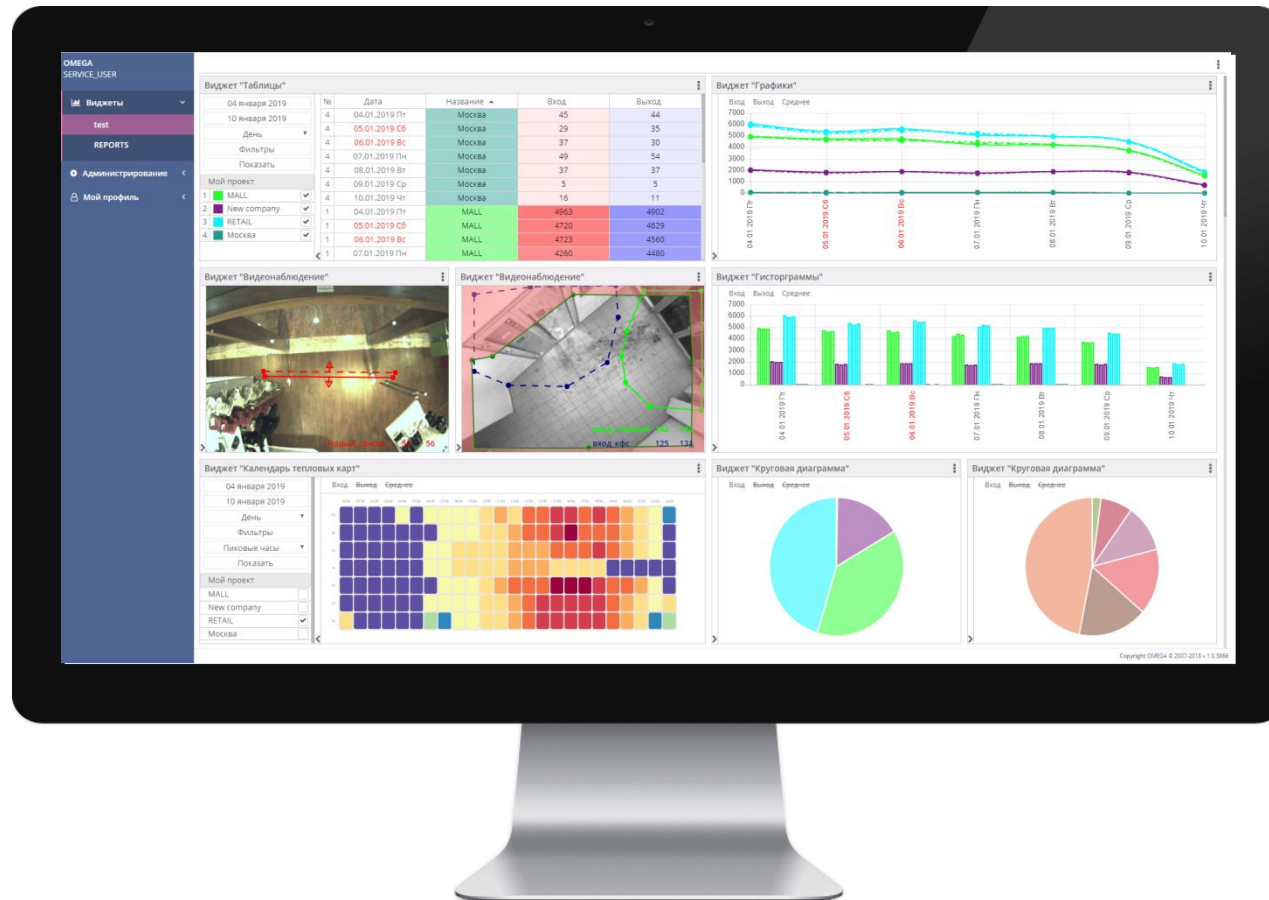 OMEGA
SERVICE_USER
Виджеты
test
REPORTS
Администрирование
Мой профиль
Виджет "Таблицы"
04 января 2019
10 января 2019
День
Фильтры
Показать
Мой проект
1 MALL
2 New company
3 RETAIL
4 Москва
№ Дата Название Вход Выход
4 04.01.2019 Пт Москва 45 44
4 05.01.2019 Сб Москва 29 35
4 06.01.2019 Вс Москва 37 30
4 07.01.2019 Пн Москва 49 54
4 08.01.2019 Вт Москва 37 37
4 09.01.2019 Ср Москва 5 5
4 10.01.2019 Чт Москва 16 11
1 04.01.2019 Пт MALL 4963 4902
1 05.01.2019 Сб MALL 4720 4629
1 06.01.2019 Вс MALL 4723 4560
1 07.01.2019 Пн MALL 4260 4480
Виджет "Графики"
Вход Выход Среднее
7000
6000
5000
4000
3000
2000
1000
0
04.01.2019 Пт
05.01.2019 Сб
06.01.2019 Вс
07.01.2019 Пн
08.01.2019 Вт
09.01.2019 Ср
10.01.2019 Чт
Виджет "Видеонаблюдение"
56
Виджет "Видеонаблюдение"
вход_кфс 125
Виджет "Гисторграммы"
Вход Выход Среднее
7000
6000
5000
4000
3000
2000
1000
0
04.01.2019 Пт
05.01.2019 Сб
06.01.2019 Вс
07.01.2019 Пн
08.01.2019 Вт
09.01.2019 Ср
10.01.2019 Чт
Виджет "Календарь тепловых карт"
04 января 2019
10 января 2019
День
Фильтры
Пиковые часы
Показать
Мой проект
MALL
New company
RETAIL
Москва
Вход Выход Среднее
Виджет "Круговая диаграмма"
Вход Выход Среднее
Виджет "Круговая диаграмма"
Вход Выход Среднее
Copyright OMEGA © 2007-2018 v 1.0.5666